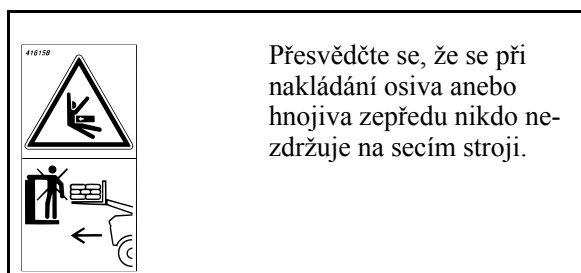 416158
Přesvědčte se, že se při
nakládání osiva anebo
hnojiva zepředu nikdo ne-
zdržuje na secím stroji.